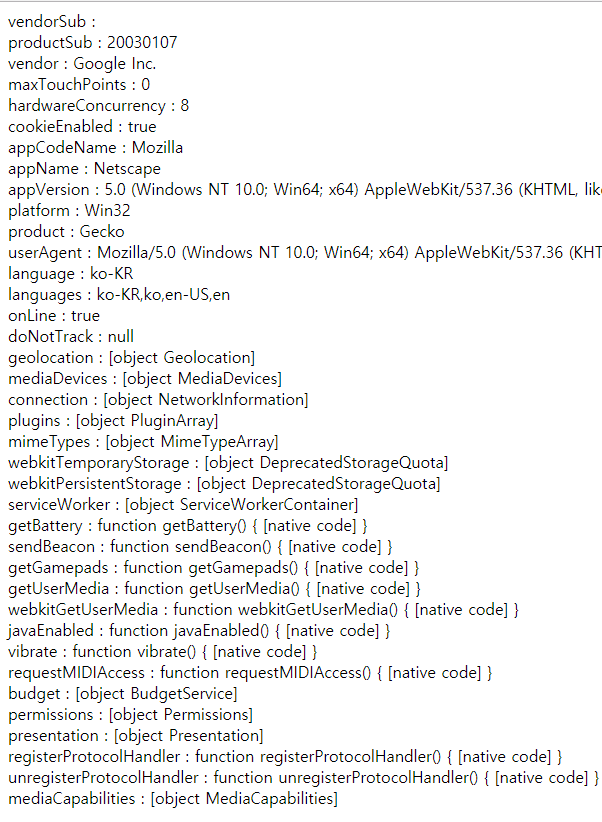 vendorSub :
productSub : 20030107
vendor : Google Inc.
maxTouchPoints : 0
hardwareConcurrency : 8
cookieEnabled : true
appCodeName : Mozilla
appName : Netscape
appVersion : 5.0 (Windows NT 10.0; Win64; x64) AppleWebKit/537.36 (KHTML, lik
platform : Win32
product : Gecko
userAgent : Mozilla/5.0 (Windows NT 10.0; Win64; x64) AppleWebKit/537.36 (KHT
language : ko-KR
languages : ko-KR,ko,en-US,en
onLine : true
doNotTrack : null
geolocation : [object Geolocation]
mediaDevices : [object MediaDevices]
connection : [object NetworkInformation]
plugins : [object PluginArray]
mimeTypes : [object MimeTypeArray]
webkitTemporaryStorage : [object DeprecatedStorageQuota]
webkitPersistentStorage : [object DeprecatedStorageQuota]
serviceWorker : [object ServiceWorkerContainer]
getBattery : function getBattery() { [native code] }
sendBeacon : function sendBeacon() { [native code] }
getGamepads : function getGamepads() { [native code] }
getUserMedia : function getUserMedia() { [native code] }
webkitGetUserMedia : function webkitGetUserMedia() { [native code] }
javaEnabled : function javaEnabled() { [native code] }
vibrate : function vibrate() { [native code] }
requestMIDIAccess : function requestMIDIAccess() { [native code] }
budget : [object BudgetService]
permissions : [object Permissions]
presentation : [object Presentation]
registerProtocolHandler : function registerProtocolHandler() { [native code] }
unregisterProtocolHandler : function unregisterProtocolHandler() { [native code] }
mediaCapabilities : [object MediaCapabilities]